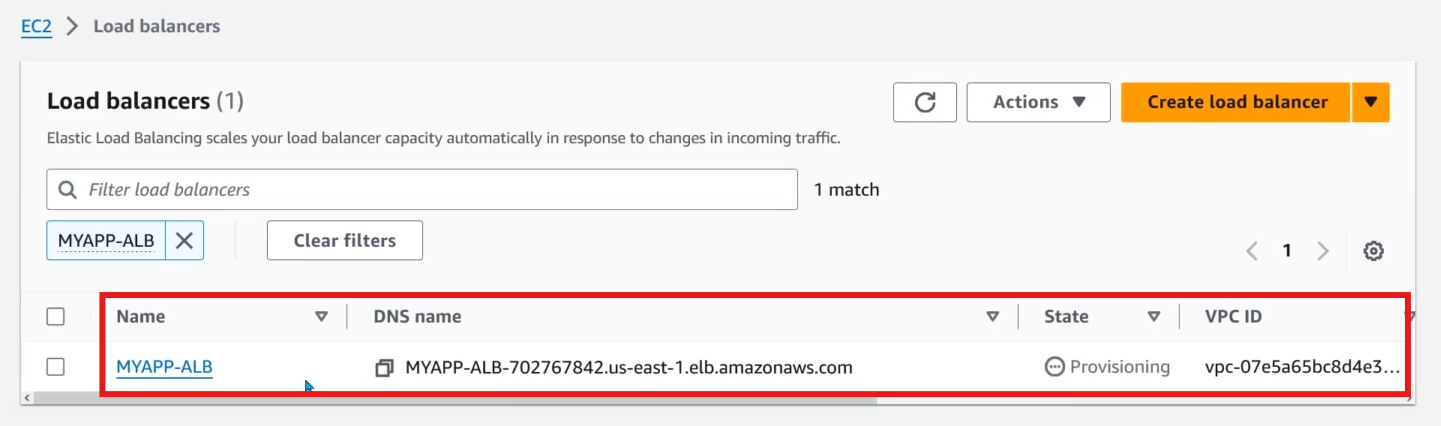 EC2 > Load balancers
Load balancers (1)
Actions
Create load balancer
Elastic Load Balancing scales your load balancer capacity automatically in response to changes in incoming traffic.
Filter load balancers
1 match
MYAPP-ALB
Clear filters
1
Name DNS name State VPC ID
MYAPP-ALB MYAPP-ALB-702767842.us-east-1.elb.amazonaws.com Provisioning vpc-07e5a65bc8d4e3...